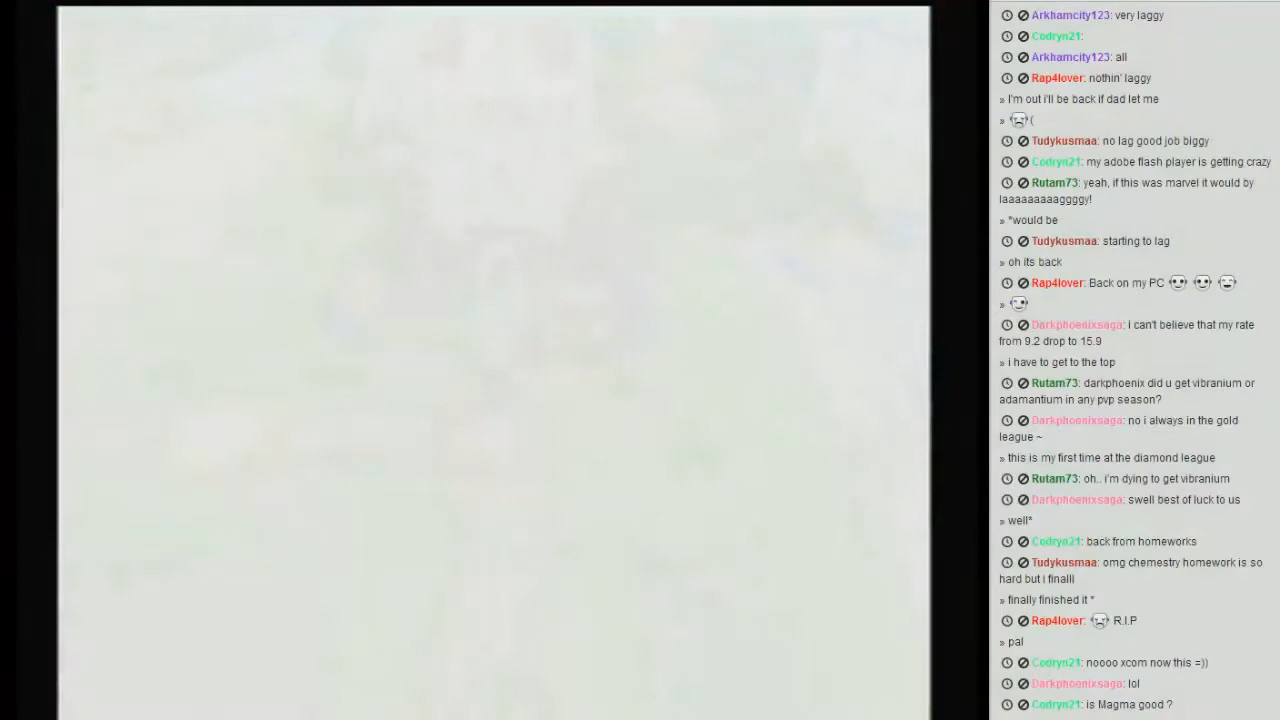 Arkhamcity123: very laggy
Codryn21:
Arkhamcity123: all
Rap4lover: nothin' laggy
» I'm out i'll be back if dad let me
» (
Tudykusmaa: no lag good job biggy
Codryn21: my adobe flash player is getting crazy
Rutam73: yeah, if this was marvel it would by
laaaaaaaaggggy!
» *would be
Tudykusmaa: starting to lag
» oh its back
Rap4lover: Back on my PC
»
Darkphoenixsaga: i can't believe that my rate
from 9.2 drop to 15.9
» i have to get to the top
Rutam73: darkphoenix did u get vibranium or
adamantium in any pvp season?
Darkphoenixsaga: no i always in the gold
league ~
» this is my first time at the diamond league
Rutam73: oh.. i'm dying to get vibranium
Darkphoenixsaga: swell best of luck to us
» well*
Codryn21: back from homeworks
Tudykusmaa: omg chemestry homework is so
hard but i finalll
» finally finished it *
Rap4lover: R.I.P
» pal
Codryn21: noooo xcom now this =))
Darkphoenixsaga: lol
Codryn21: is Magma good ?